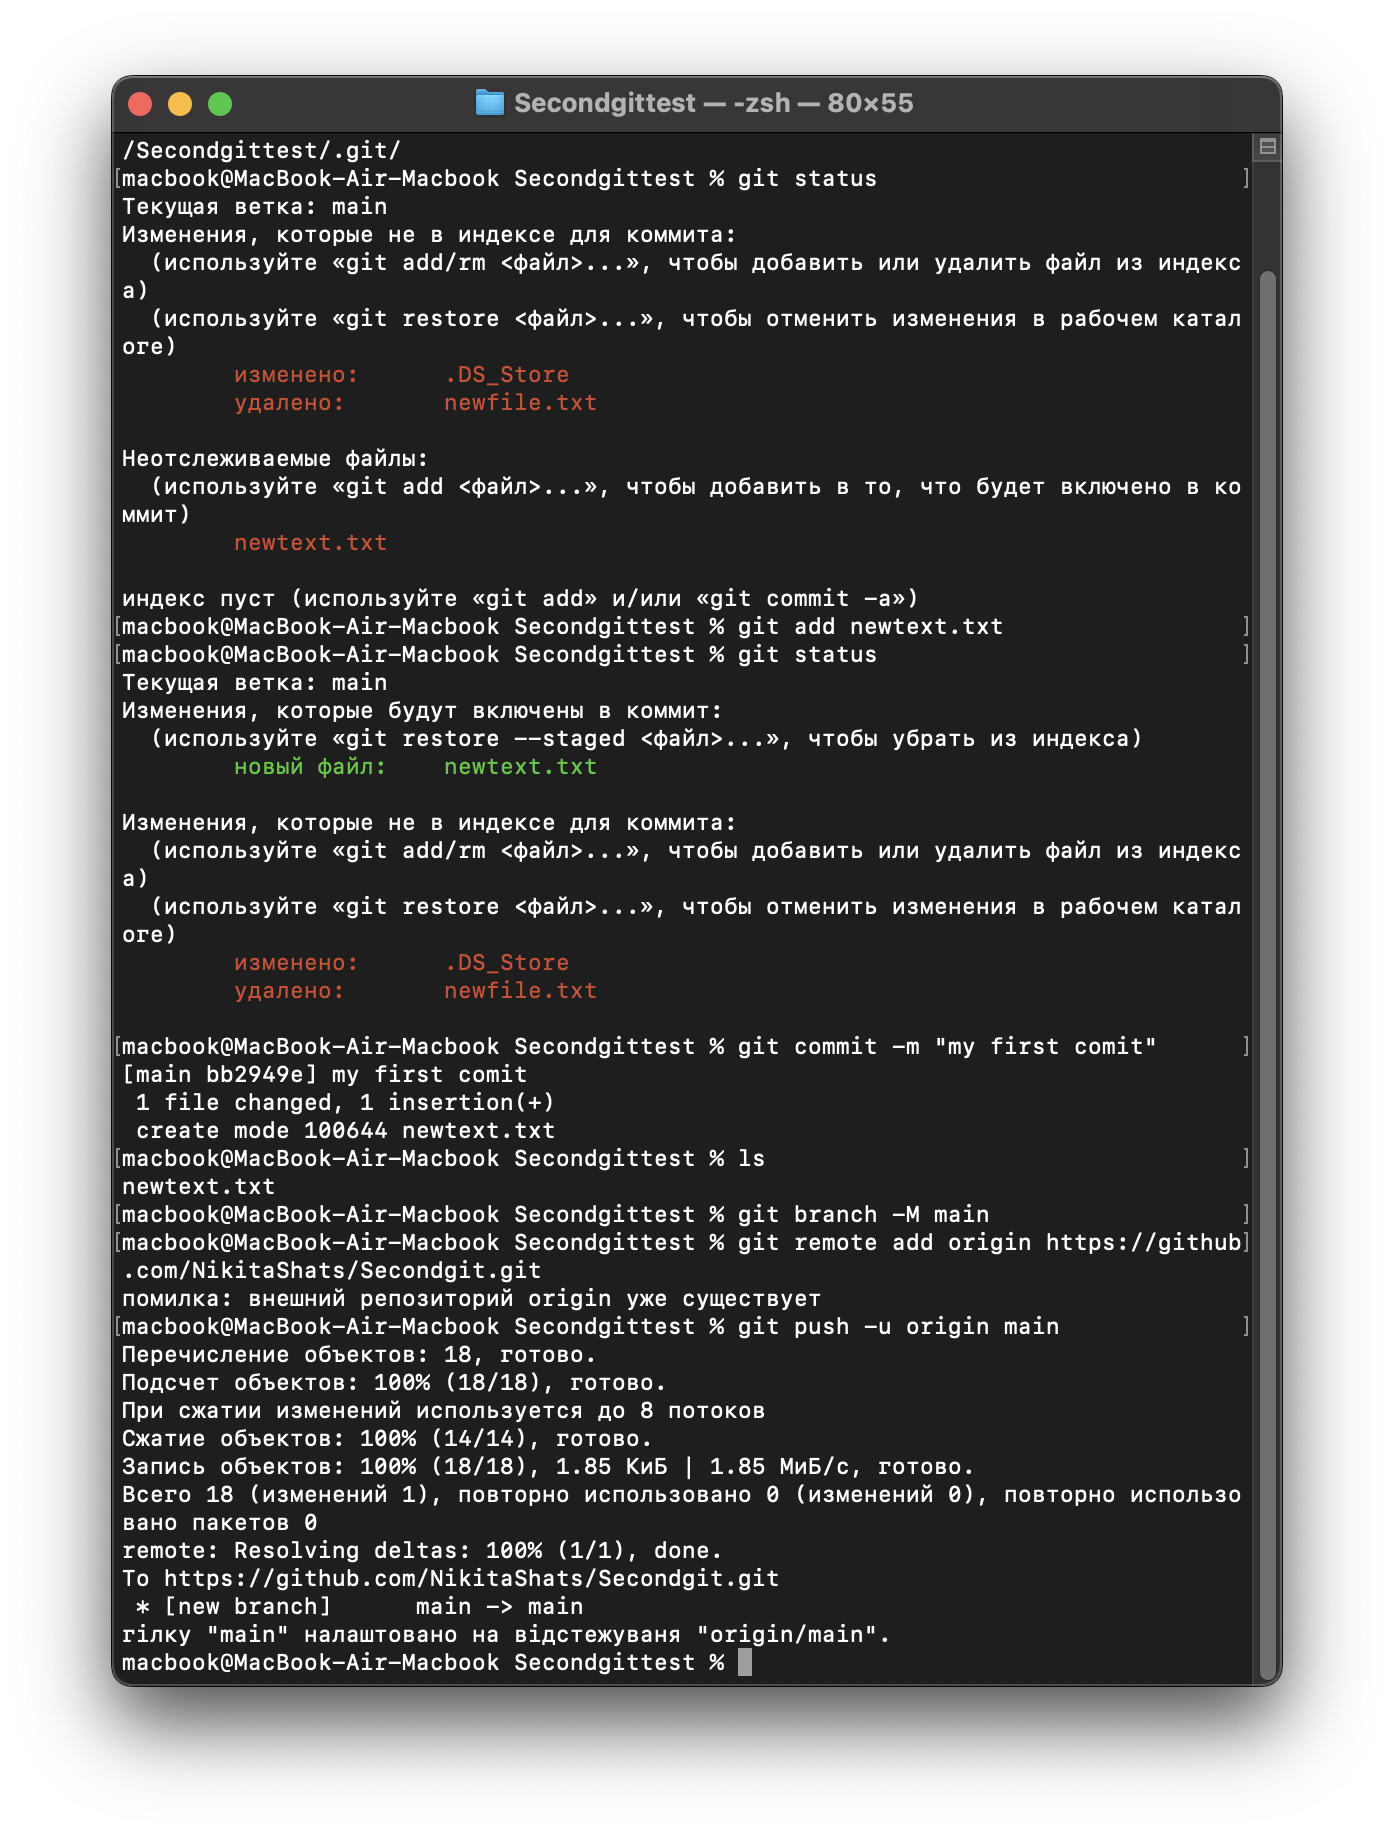 Secondgittest — -zsh — 80×55
/Secondgittest/.git/
[macbook@MacBook-Air-Macbook Secondgittest % git status ]
Текущая ветка: main
Изменения, которые не в индексе для коммита:
  (используйте «git add/rm <файл>...», чтобы добавить или удалить файл из индекс
а)
  (используйте «git restore <файл>...», чтобы отменить изменения в рабочем катал
оге)
        изменено:      .DS_Store
        удалено:       newfile.txt
Неотслеживаемые файлы:
  (используйте «git add <файл>...», чтобы добавить в то, что будет включено в ко
ммит)
        newtext.txt
индекс пуст (используйте «git add» и/или «git commit -a»)
[macbook@MacBook-Air-Macbook Secondgittest % git add newtext.txt ]
[macbook@MacBook-Air-Macbook Secondgittest % git status ]
Текущая ветка: main
Изменения, которые будут включены в коммит:
  (используйте «git restore --staged <файл>...», чтобы убрать из индекса)
        новый файл:    newtext.txt
Изменения, которые не в индексе для коммита:
  (используйте «git add/rm <файл>...», чтобы добавить или удалить файл из индекс
а)
  (используйте «git restore <файл>...», чтобы отменить изменения в рабочем катал
оге)
        изменено:      .DS_Store
        удалено:       newfile.txt
[macbook@MacBook-Air-Macbook Secondgittest % git commit -m "my first comit" ]
[main bb2949e] my first comit
 1 file changed, 1 insertion(+)
 create mode 100644 newtext.txt
[macbook@MacBook-Air-Macbook Secondgittest % ls ]
newtext.txt
[macbook@MacBook-Air-Macbook Secondgittest % git branch -M main ]
[macbook@MacBook-Air-Macbook Secondgittest % git remote add origin https://github]
.com/NikitaShats/Secondgit.git
помилка: внешний репозиторий origin уже существует
[macbook@MacBook-Air-Macbook Secondgittest % git push -u origin main ]
Перечисление объектов: 18, готово.
Подсчет объектов: 100% (18/18), готово.
При сжатии изменений используется до 8 потоков
Сжатие объектов: 100% (14/14), готово.
Запись объектов: 100% (18/18), 1.85 КиБ | 1.85 МиБ/с, готово.
Всего 18 (изменений 1), повторно использовано 0 (изменений 0), повторно использо
вано пакетов 0
remote: Resolving deltas: 100% (1/1), done.
To https://github.com/NikitaShats/Secondgit.git
 * [new branch]      main -> main
гілку "main" налаштовано на відстежуваня "origin/main".
macbook@MacBook-Air-Macbook Secondgittest %